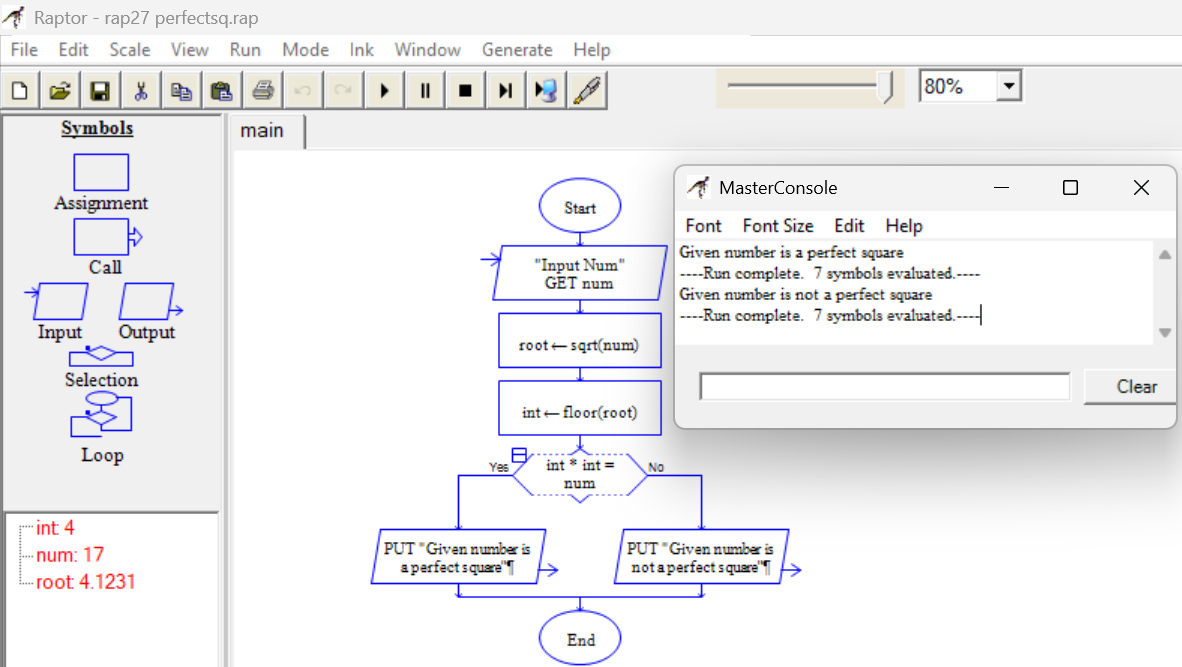 Raptor - rap27 perfectsq.rap
File Edit Scale View Run Mode Ink Window Generate Help
80%
Symbols
Assignment
Call
Input Output
Selection
Loop
int: 4
num: 17
root: 4.1231
main
Start
"Input Num"
GET num
root ← sqrt(num)
int ← floor(root)
Yes
int * int =
num
No
PUT "Given number is
a perfect square"¶
PUT "Given number is
not a perfect square"¶
End
MasterConsole
Font Font Size Edit Help
Given number is a perfect square
----Run complete.  7 symbols evaluated.----
Given number is not a perfect square
----Run complete.  7 symbols evaluated.----
Clear